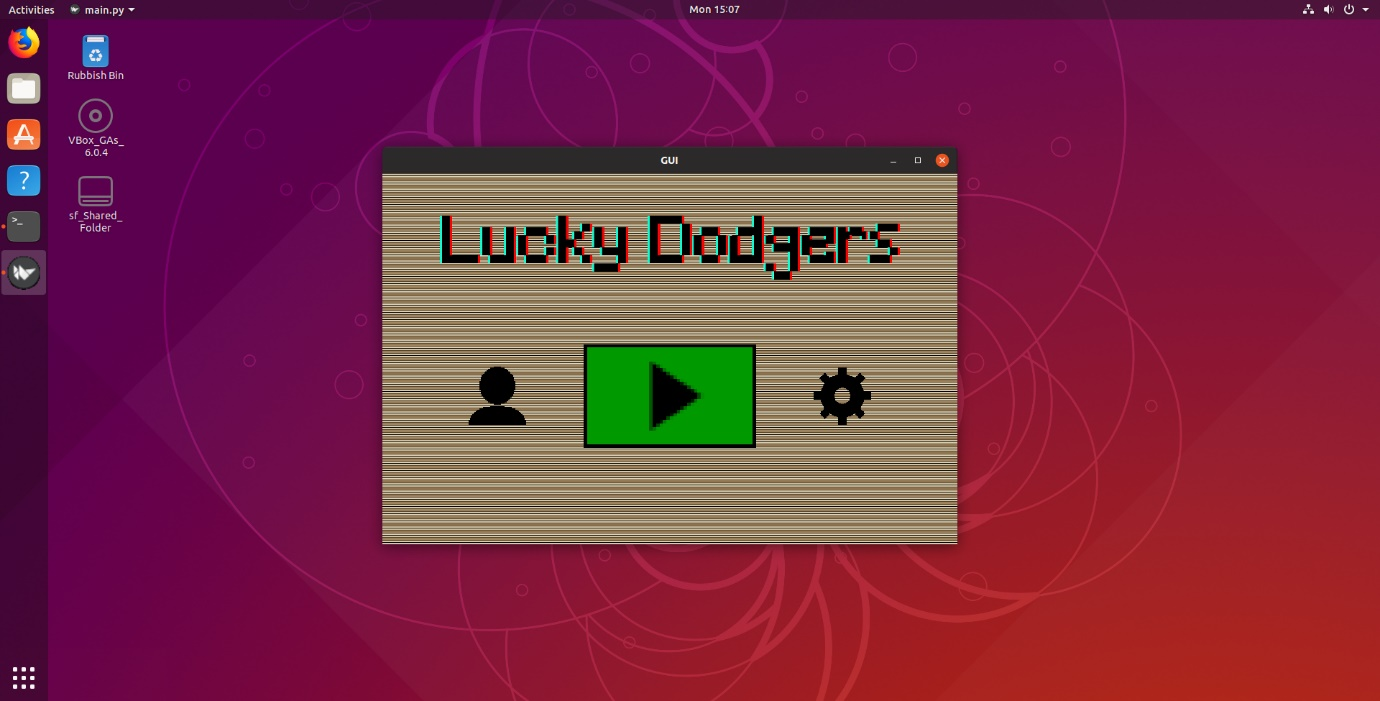 Activities
main.py
Mon 15:07
Rubbish Bin
VBox_GAs_
6.0.4
sf_Shared_
Folder
GUI
Lucky Dodgers